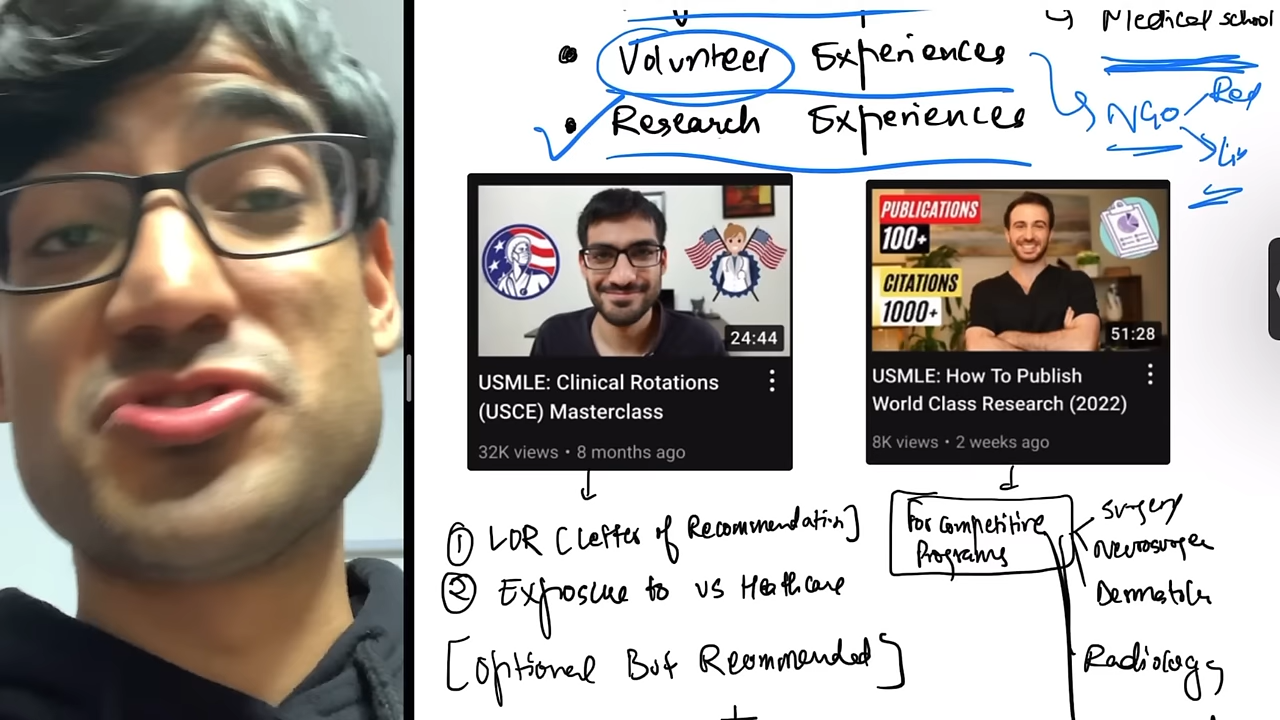 Medical school
• Volunteer Experiences
NGO
Red
• Research Experiences
PUBLICATIONS
100+
CITATIONS
1000+
24:44
51:28
USMLE: Clinical Rotations
(USCE) Masterclass
32K views • 8 months ago
USMLE: How To Publish
World Class Research (2022)
8K views • 2 weeks ago
① LOR [letter of Recommendation]
② Exposure to US Healthcare
[Optional But Recommended]
For competitive
Programs
Surgery
Radiology